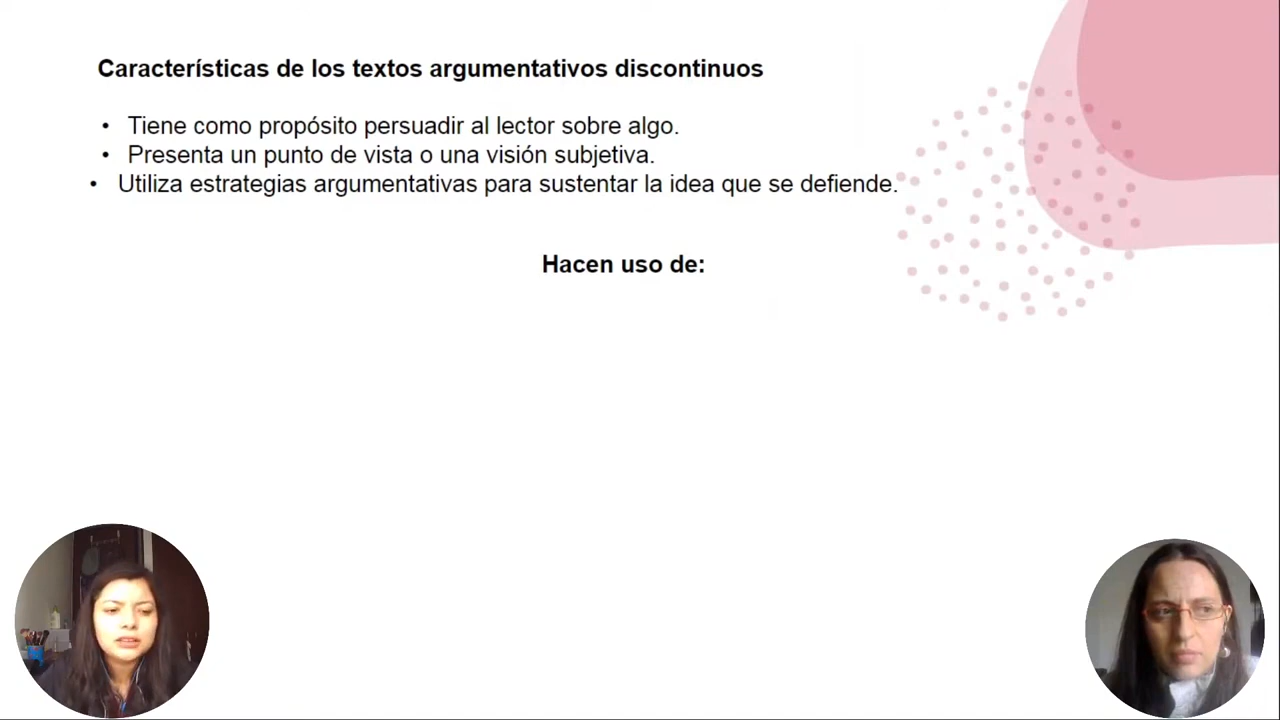 Características de los textos argumentativos discontinuos
• Tiene como propósito persuadir al lector sobre algo.
• Presenta un punto de vista o una visión subjetiva.
• Utiliza estrategias argumentativas para sustentar la idea que se defiende.
Hacen uso de: